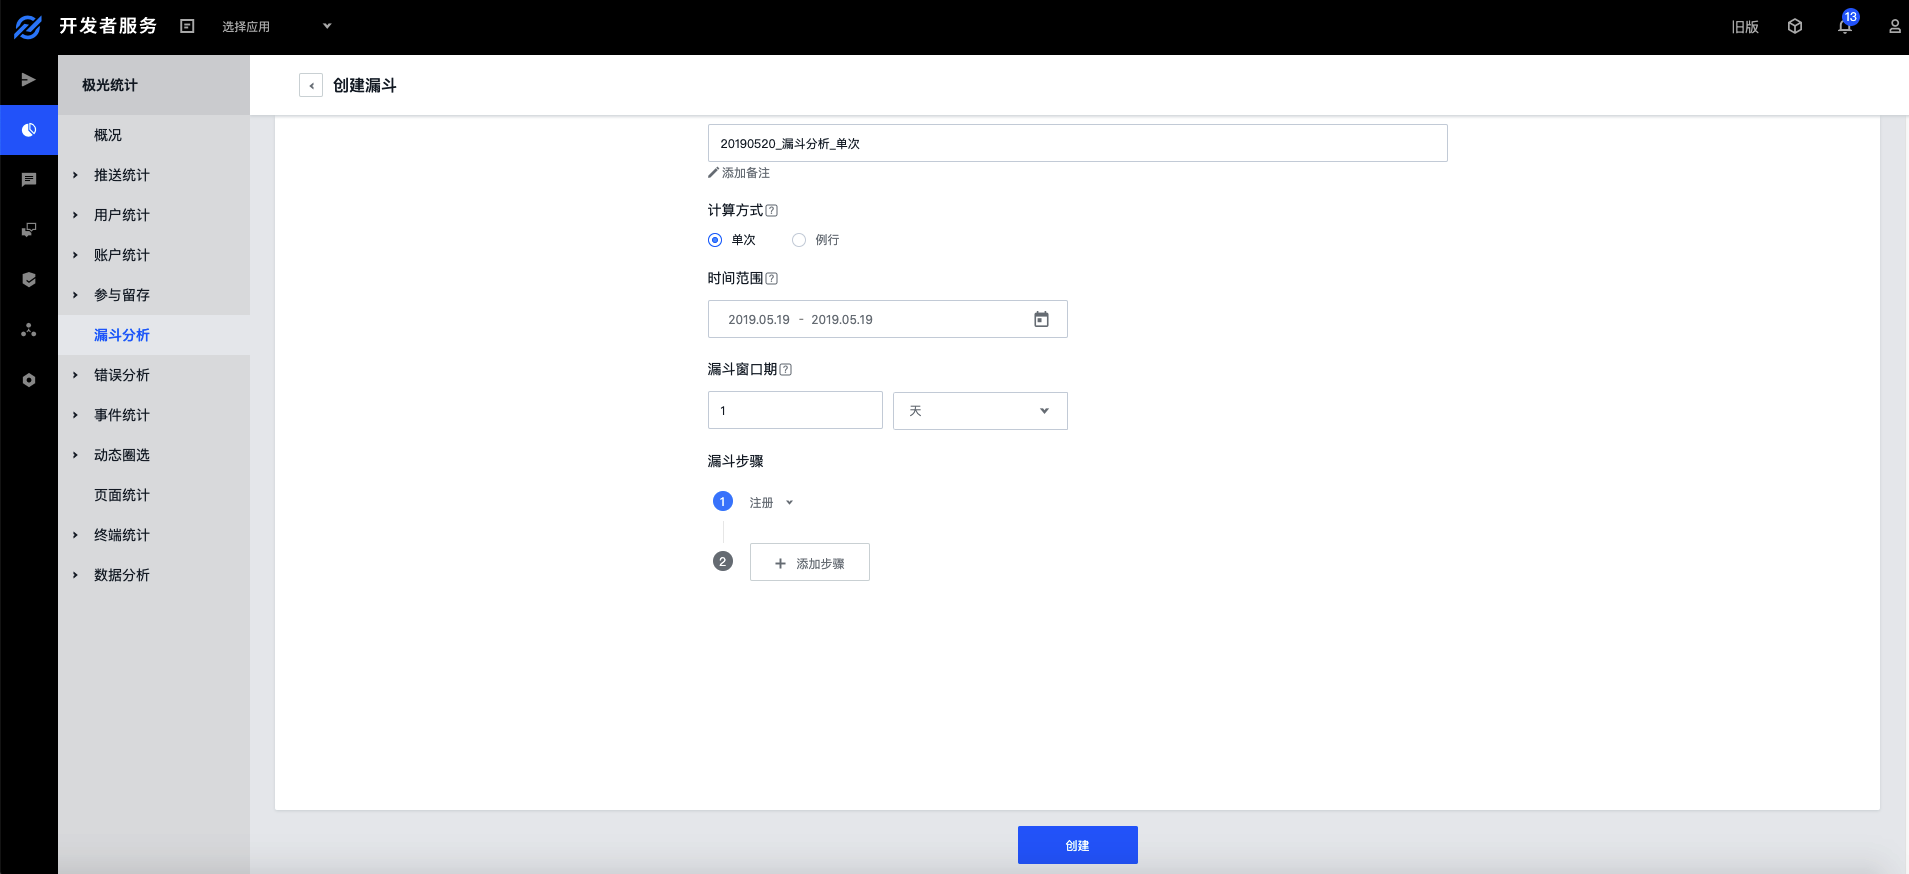 开发者服务
选择应用
旧版
13
极光统计
创建漏斗
概况
推送统计
用户统计
账户统计
参与留存
漏斗分析
错误分析
事件统计
动态圈选
页面统计
终端统计
数据分析
20190520_漏斗分析_单次
添加备注
计算方式?
单次 例行
时间范围?
2019.05.19 - 2019.05.19
漏斗窗口期?
1 天
漏斗步骤
1 注册
2 + 添加步骤
创建